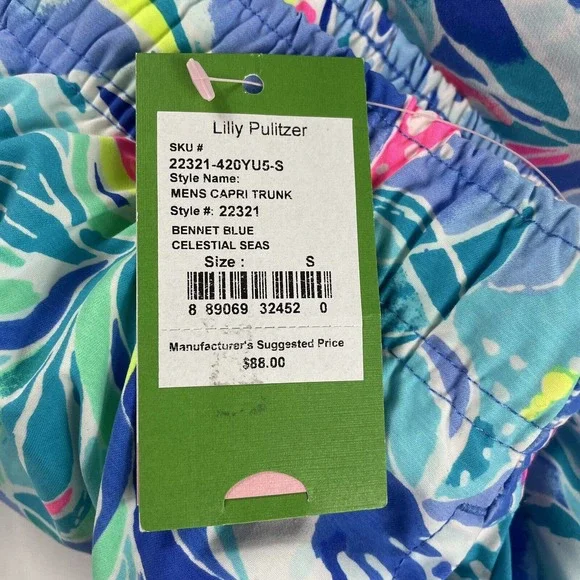 Lilly Pulitzer
SKU #
22321-420YU5-S
Style Name:
MENS CAPRI TRUNK
Style #: 22321
BENNET BLUE
CELESTIAL SEAS
Size : S
8 89069 32452 0
Manufacturer's Suggested Price
$88.00